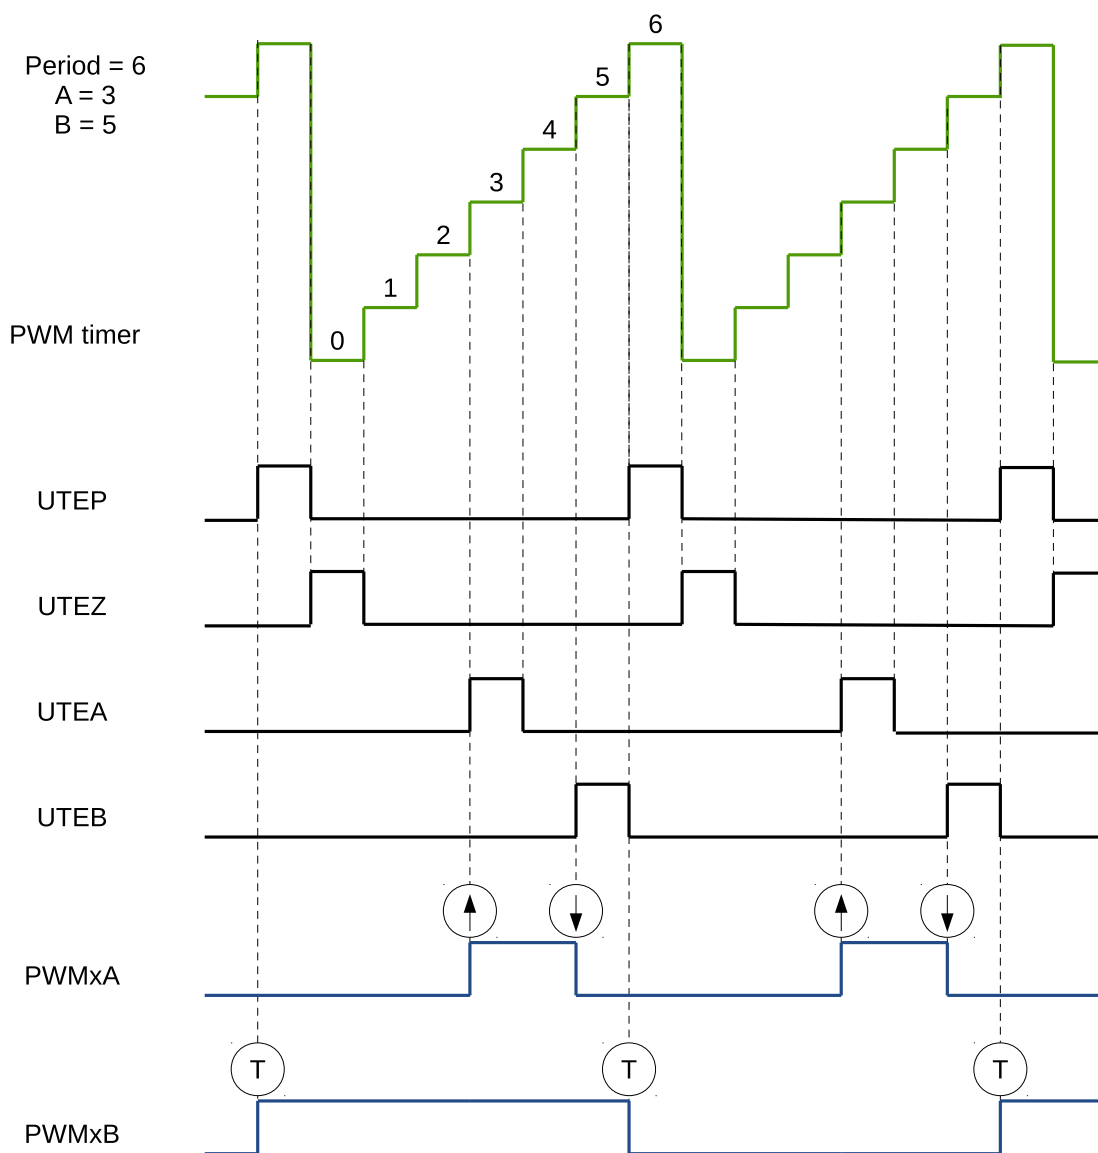 6
Period = 6
A = 3
B = 5
5
4
3
2
1
0
PWM timer
UTEP
UTEZ
UTEA
UTEB
PWMxA
T T T
PWMxB